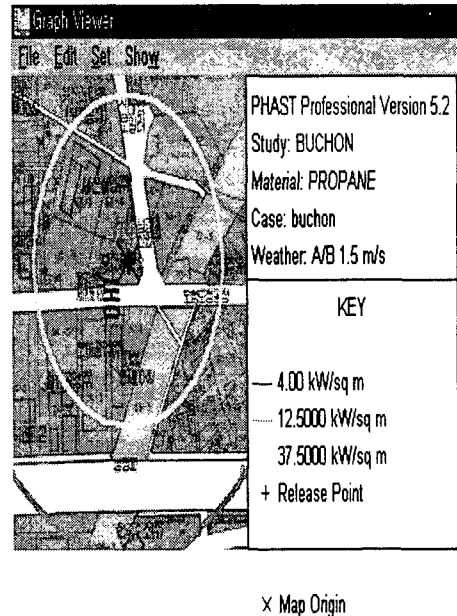 Graph Viewer
File Edit Set Show
PHAST Professional Version 5.2
Study: BUCHON
Material: PROPANE
Case: buchon
Weather: A/B 1.5 m/s
KEY
4.00 kW/sq m
12.5000 kW/sq m
37.5000 kW/sq m
+ Release Point
× Map Origin